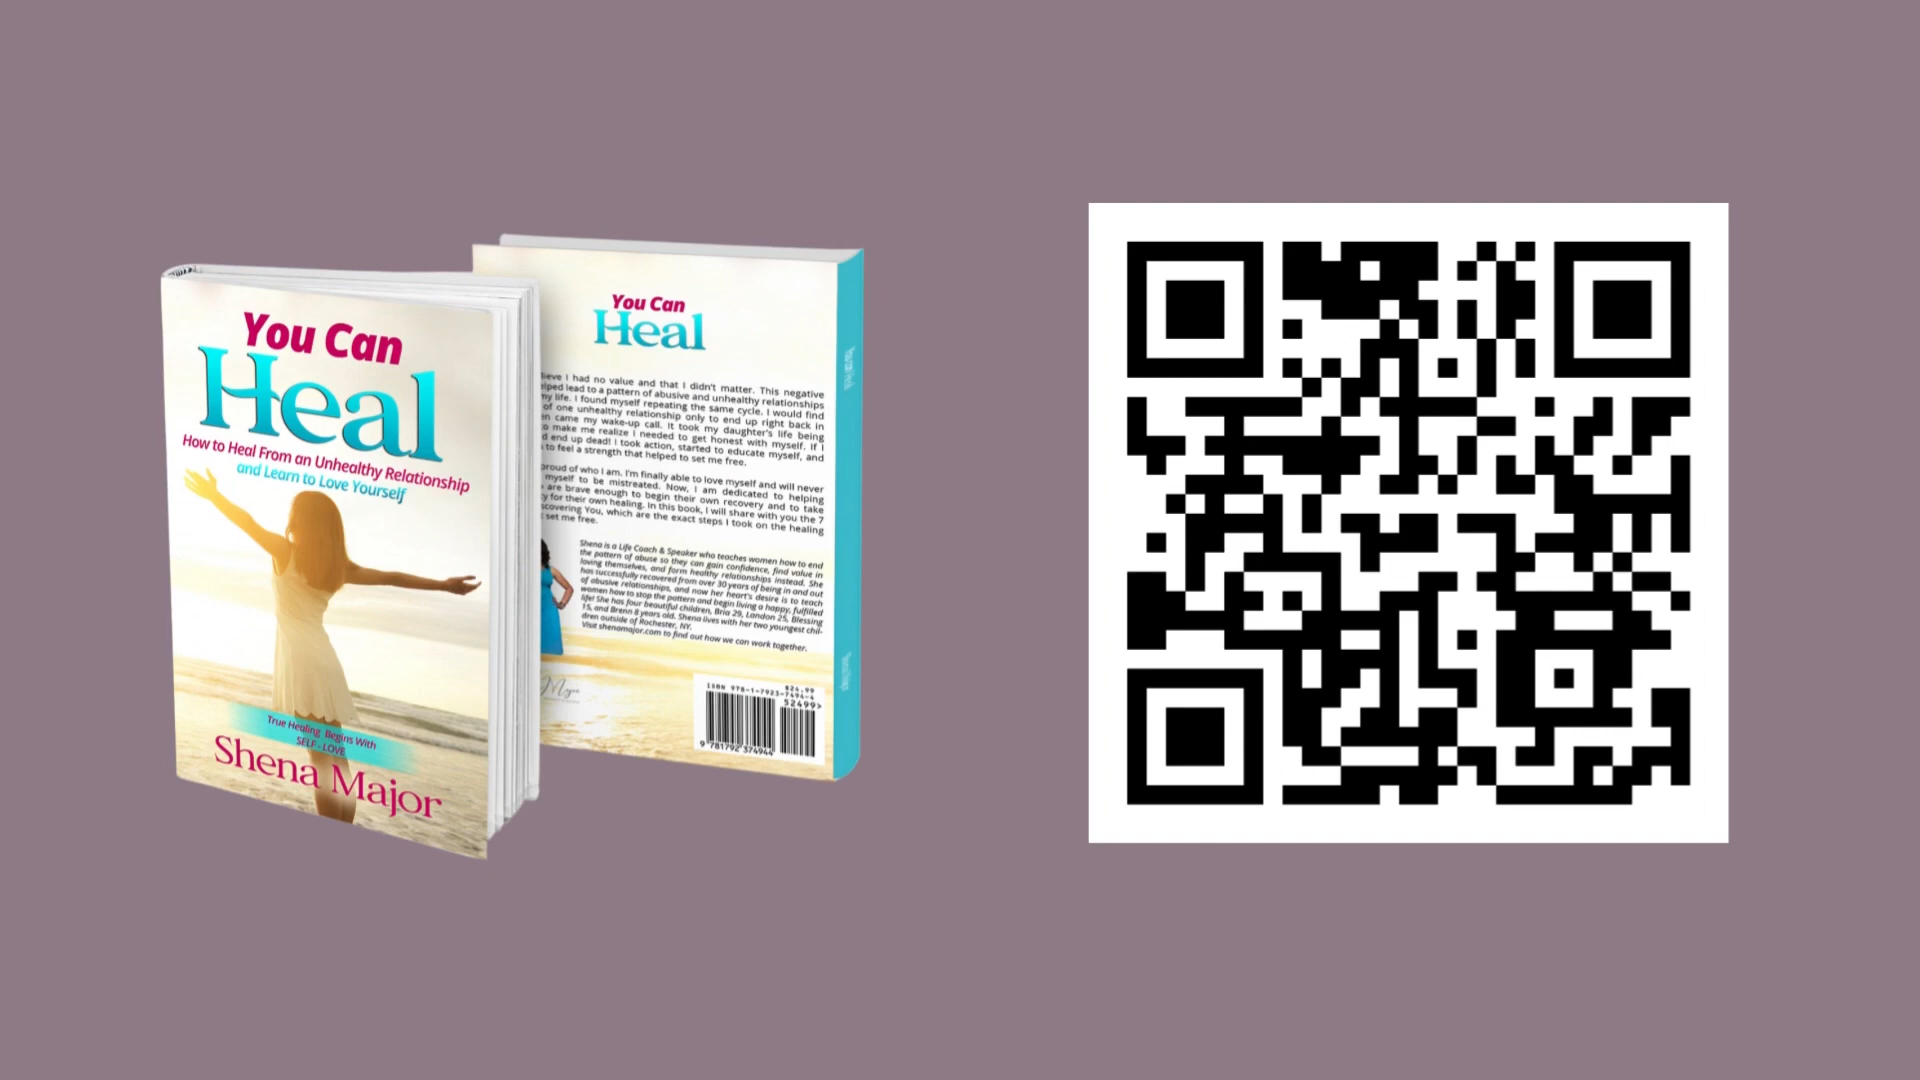 You Can
Heal
How to Heal From an Unhealthy Relationship
and Learn to Love Yourself
True Healing Begins With
SELF - LOVE
Shena Major
You Can
Heal
I had no value and that I didn't matter. This negative
lead to a pattern of abusive and unhealthy relationships
my life. I found myself repeating the same cycle. I would find
of one unhealthy relationship only to end up right back in
came my wake-up call. It took my daughter's life being
to make me realize I needed to get honest with myself. If I
end up dead! I took action, started to educate myself, and
to feel a strength that helped to set me free.
proud of who I am. I'm finally able to love myself and will never
myself to be mistreated. Now, I am dedicated to helping
are brave enough to begin their own recovery and to take
for their own healing. In this book, I will share with you the 7
You, which are the exact steps I took on the healing
set me free.
Shena is a Life Coach & Speaker who teaches women how to end
the pattern of abuse so they can gain confidence, find value in
loving themselves, and form healthy relationships instead. She
has successfully recovered from over 30 years of being in and out
of abusive relationships, and now her heart's desire is to teach
women how to stop the pattern and begin living a happy, fulfilled
life! She has four beautiful children, Bria 29, Landon 25, Blessing
15, and Brenn 8 years old. Shena lives with her two youngest chil-
dren outside of Rochester, NY.
Visit shenamajor.com to find out how we can work together.
ISBN 978-1-7923-7494-4
$24.99
52499>
9 781792 374944